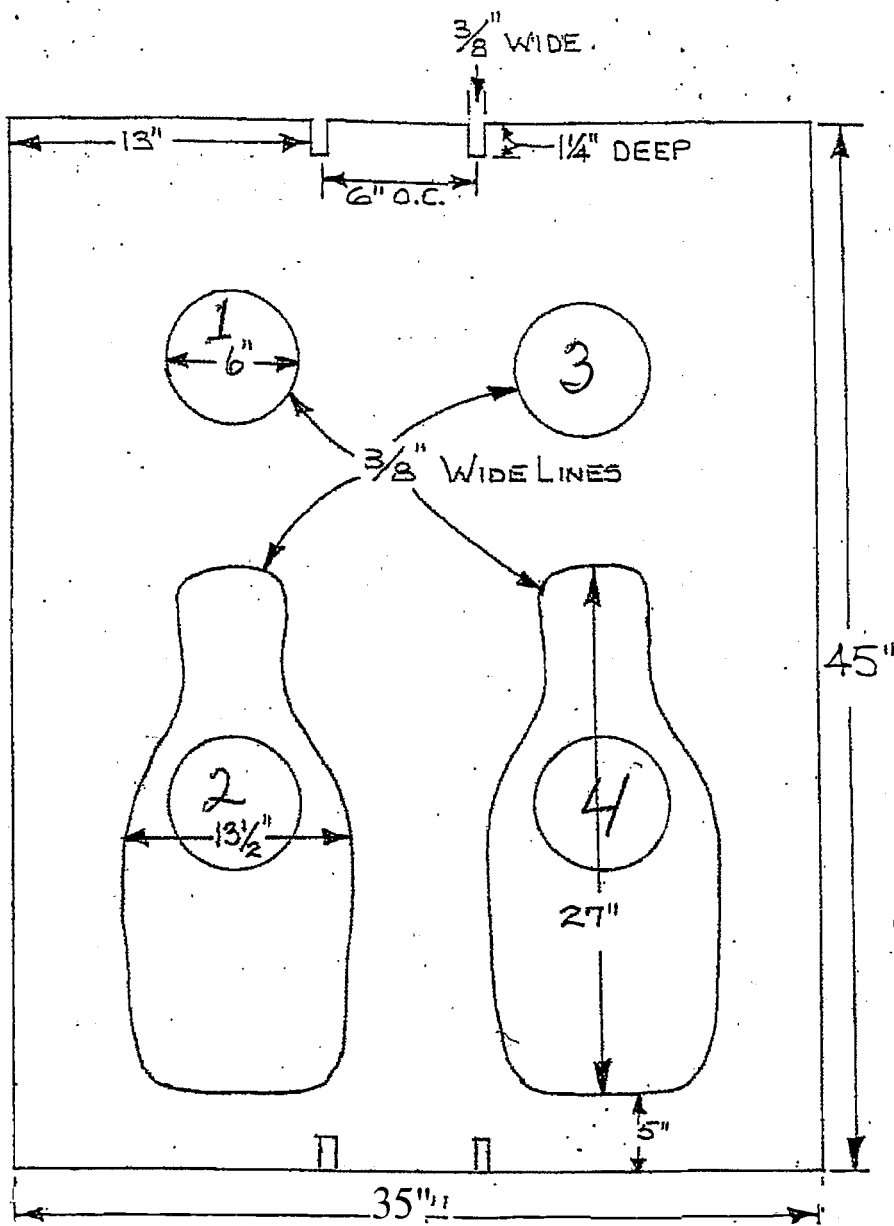 3/8" WIDE.
13"
1 1/4" DEEP
6" O.C.
1
6"
3
3/8" WIDE LINES
45"
2
13 1/2"
4
27"
5"
35"